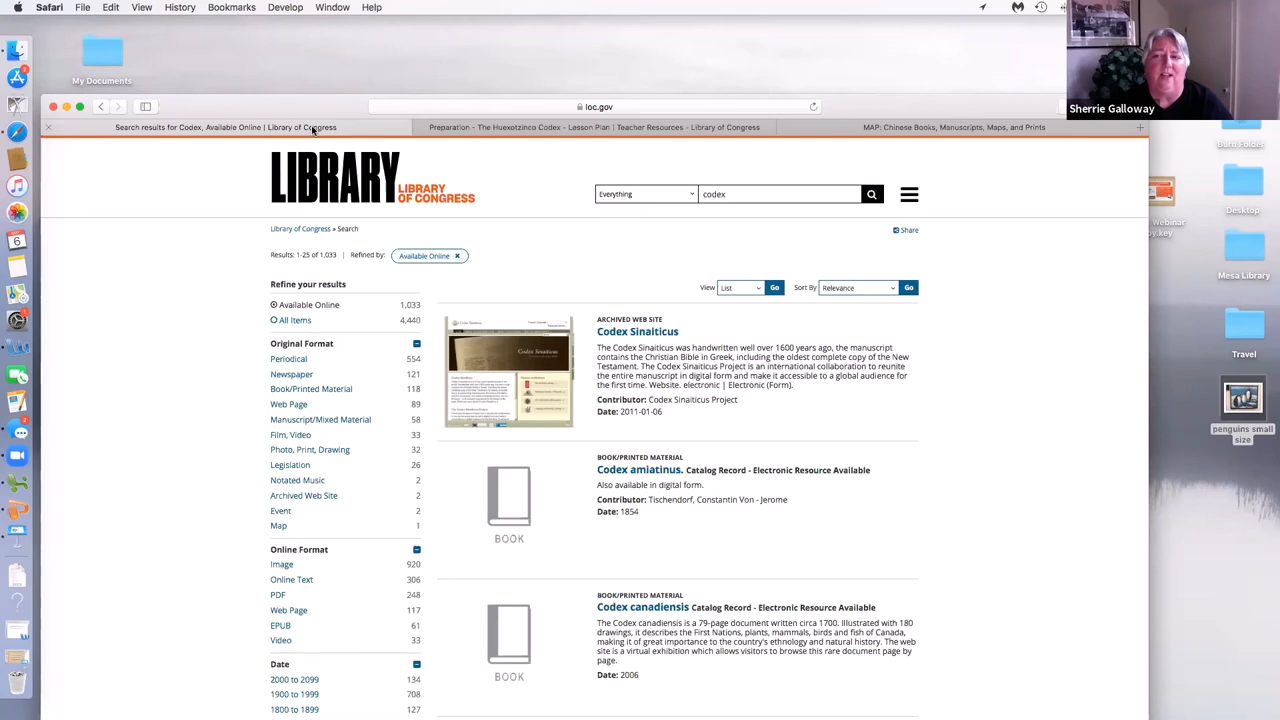 Safari File Edit View History Bookmarks Develop Window Help
My Documents
Sherrie Galloway
loc.gov
Search results for Codex, Available Online | Library of Congress
Preparation - The Huexotzinco Codex - Lesson Plan | Teacher Resources - Library of Congress
MAP: Chinese Books, Manuscripts, Maps, and Prints
LIBRARY
LIBRARY
OF CONGRESS
Everything
codex
Library of Congress » Search
Share
Results: 1-25 of 1,033 | Refined by: Available Online
View List Go Sort By Relevance Go
Refine your results
Available Online 1,033
All Items 4,440
Original Format
Periodical 554
Newspaper 121
Book/Printed Material 118
Web Page 89
Manuscript/Mixed Material 58
Film, Video 33
Photo, Print, Drawing 32
Legislation 26
Notated Music 2
Archived Web Site 2
Event 2
Map 1
Online Format
Image 920
Online Text 306
PDF 248
Web Page 117
EPUB 61
Video 33
Date
2000 to 2099 134
1900 to 1999 708
1800 to 1899 127
ARCHIVED WEB SITE
Codex Sinaiticus
The Codex Sinaiticus was handwritten well over 1600 years ago, the manuscript
contains the Christian Bible in Greek, including the oldest complete copy of the New
Testament. The Codex Sinaiticus Project is an international collaboration to reunite
the entire manuscript in digital form and make it accessible to a global audience for
the first time. Website. electronic | Electronic (Form).
Contributor: Codex Sinaiticus Project
Date: 2011-01-06
Codex Sinaiticus
BOOK/PRINTED MATERIAL
Codex amiatinus. Catalog Record - Electronic Resource Available
Also available in digital form.
Contributor: Tischendorf, Constantin Von - Jerome
Date: 1854
BOOK
BOOK/PRINTED MATERIAL
Codex canadiensis Catalog Record - Electronic Resource Available
The Codex canadiensis is a 79-page document written circa 1700. Illustrated with 180
drawings, it describes the First Nations, plants, mammals, birds and fish of Canada,
making it of great importance to the country's ethnology and natural history. The web
site is a virtual exhibition which allows visitors to browse this rare document page by
page.
Date: 2006
BOOK
6
Folder
Desktop
Webinar
Mesa Library
Travel
penguins small
size